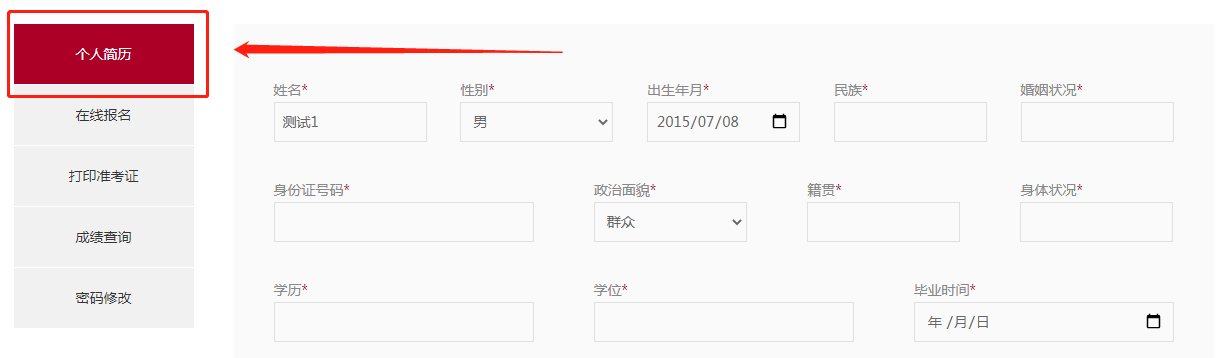 个人简历
在线报名
打印准考证
成绩查询
密码修改
姓名* 性别* 出生年月* 民族* 婚姻状况*
测试1 男 2015/07/08
身份证号码* 政治面貌* 籍贯* 身体状况*
群众
学历* 学位* 毕业时间*
年 /月/日